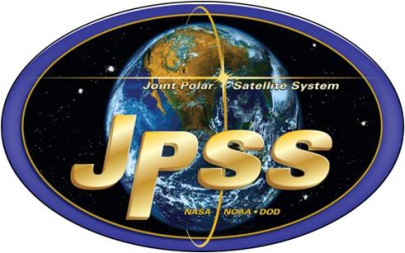 Joint Polar Satellite System
JPSS
NASA NOAA • DOD